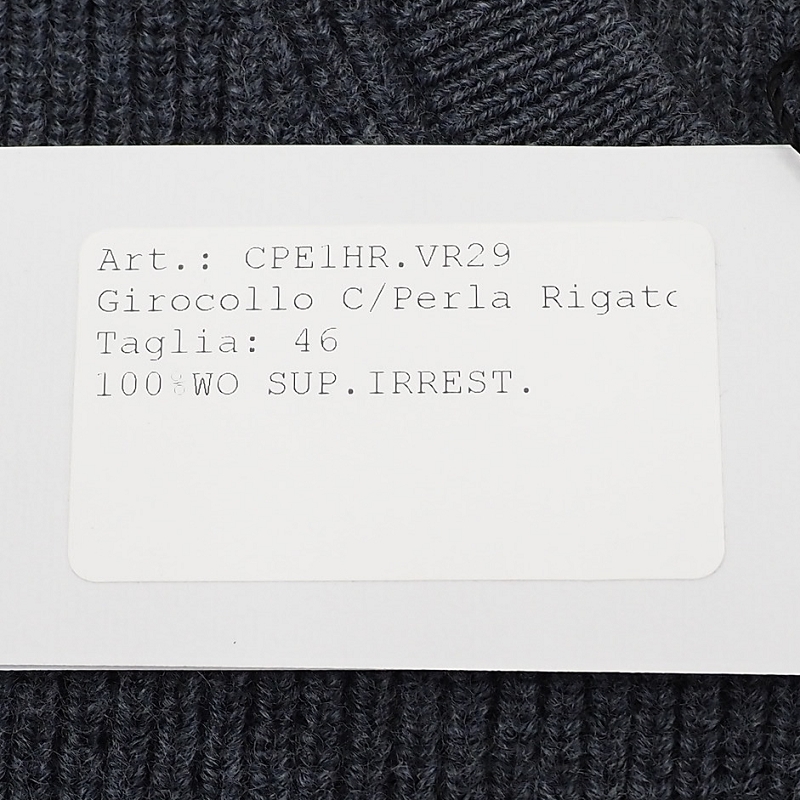 Art.: CPE1HR.VR29
Girocollo C/Perla Rigato
Taglia: 46
100%WO SUP.IRREST.